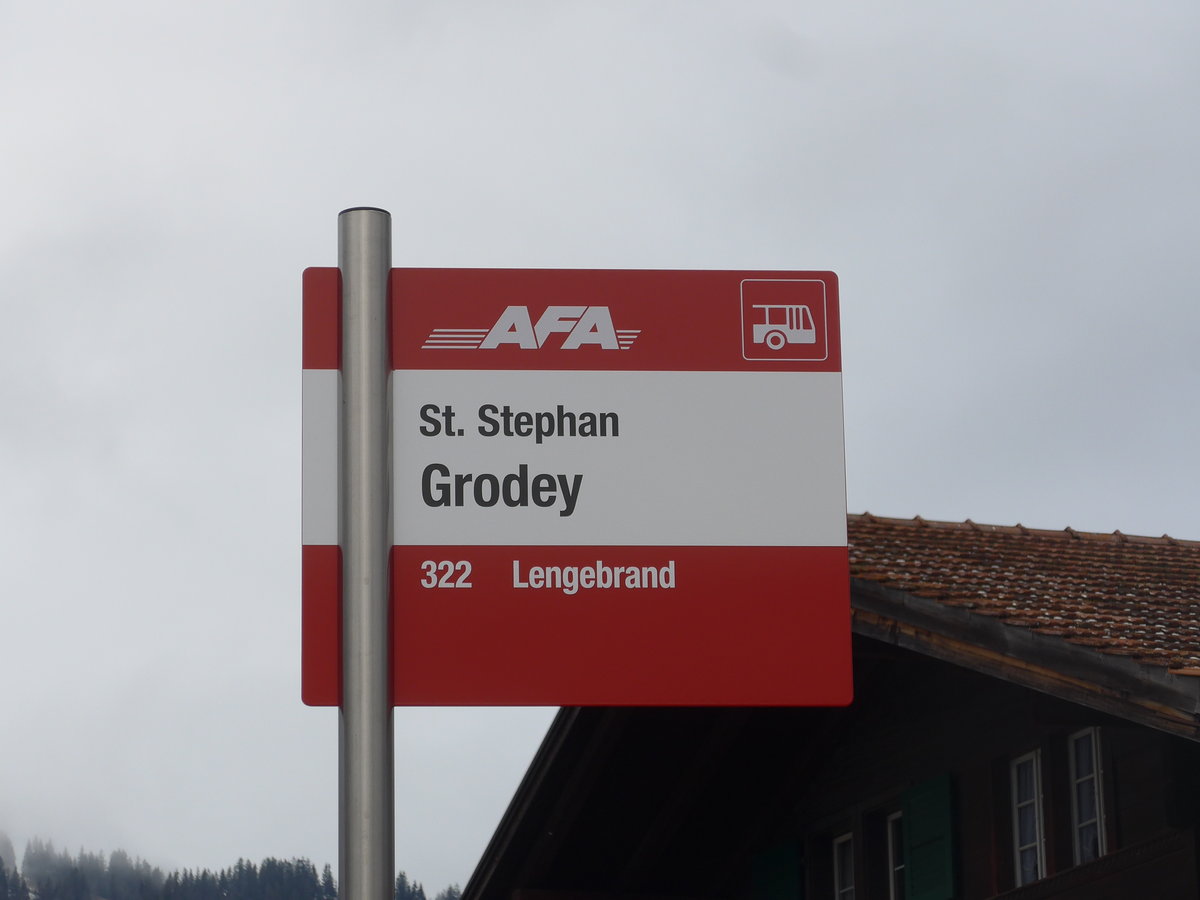 AFA
St. Stephan
Grodey
322 Lengebrand